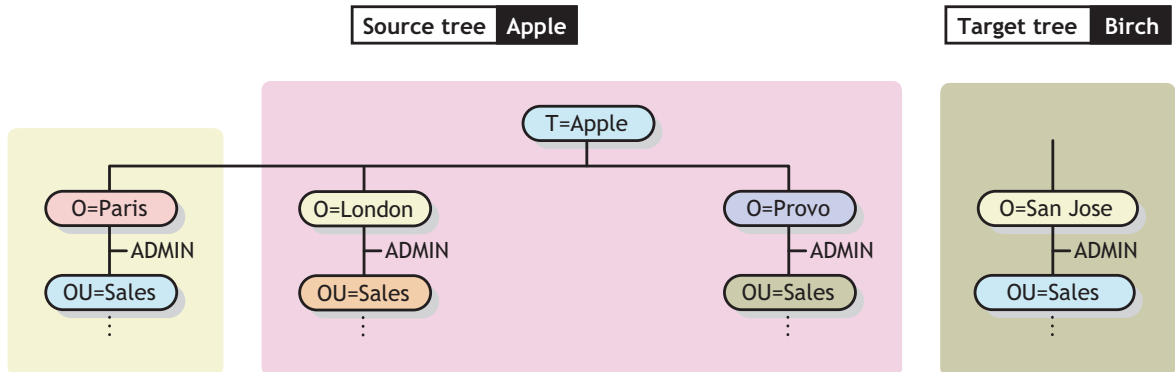 Source tree Apple
Target tree Birch
T=Apple
O=Paris
O=London
O=Provo
O=San Jose
ADMIN
ADMIN
ADMIN
ADMIN
OU=Sales
OU=Sales
OU=Sales
OU=Sales